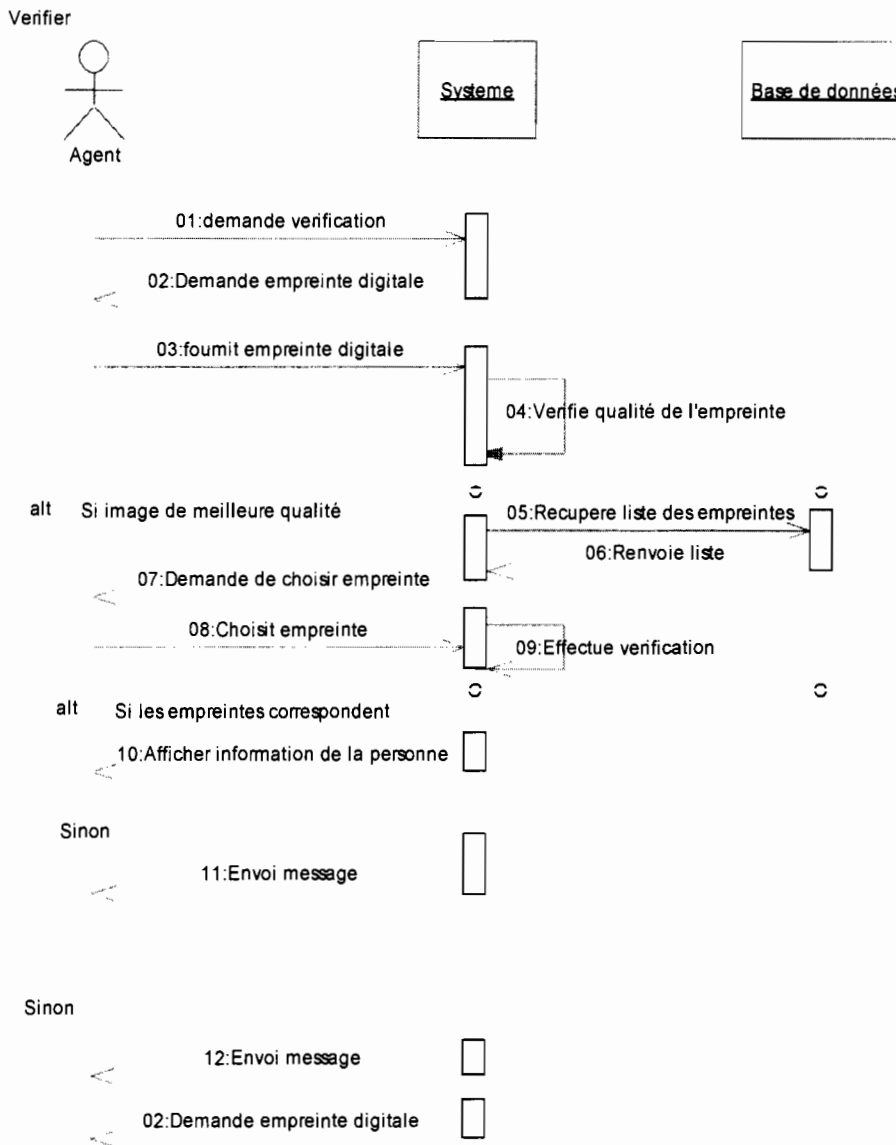 Verifier
Systeme
Base de données
Agent
01:demande verification
02:Demande empreinte digitale
03:fournit empreinte digitale
04:Verifie qualité de l'empreinte
alt Si image de meilleure qualité
05:Recupere liste des empreintes
06:Renvoie liste
07:Demande de choisir empreinte
08:Choisit empreinte
09:Effectue verification
alt Si les empreintes correspondent
10:Afficher information de la personne
Sinon
11:Envoi message
Sinon
12:Envoi message
02:Demande empreinte digitale